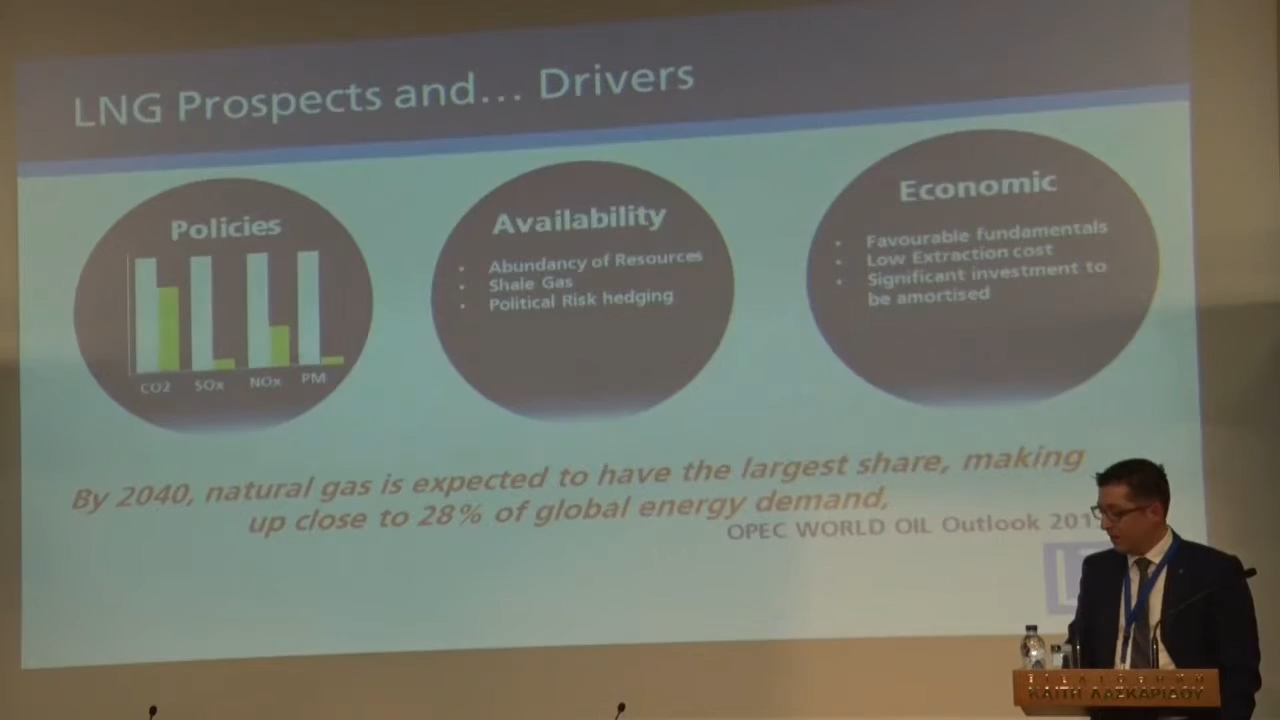 LNG Prospects and... Drivers
Policies
CO2 SOx NOx PM
Availability
• Abundancy of Resources
• Shale Gas
• Political Risk hedging
Economic
• Favourable fundamentals
• Low Extraction cost
• Significant investment to
be amortised
By 2040, natural gas is expected to have the largest share, making
up close to 28% of global energy demand,
OPEC WORLD OIL Outlook
ΚΑΙΤΗ ΛΑΣΚΑΡΙΔΟΥ